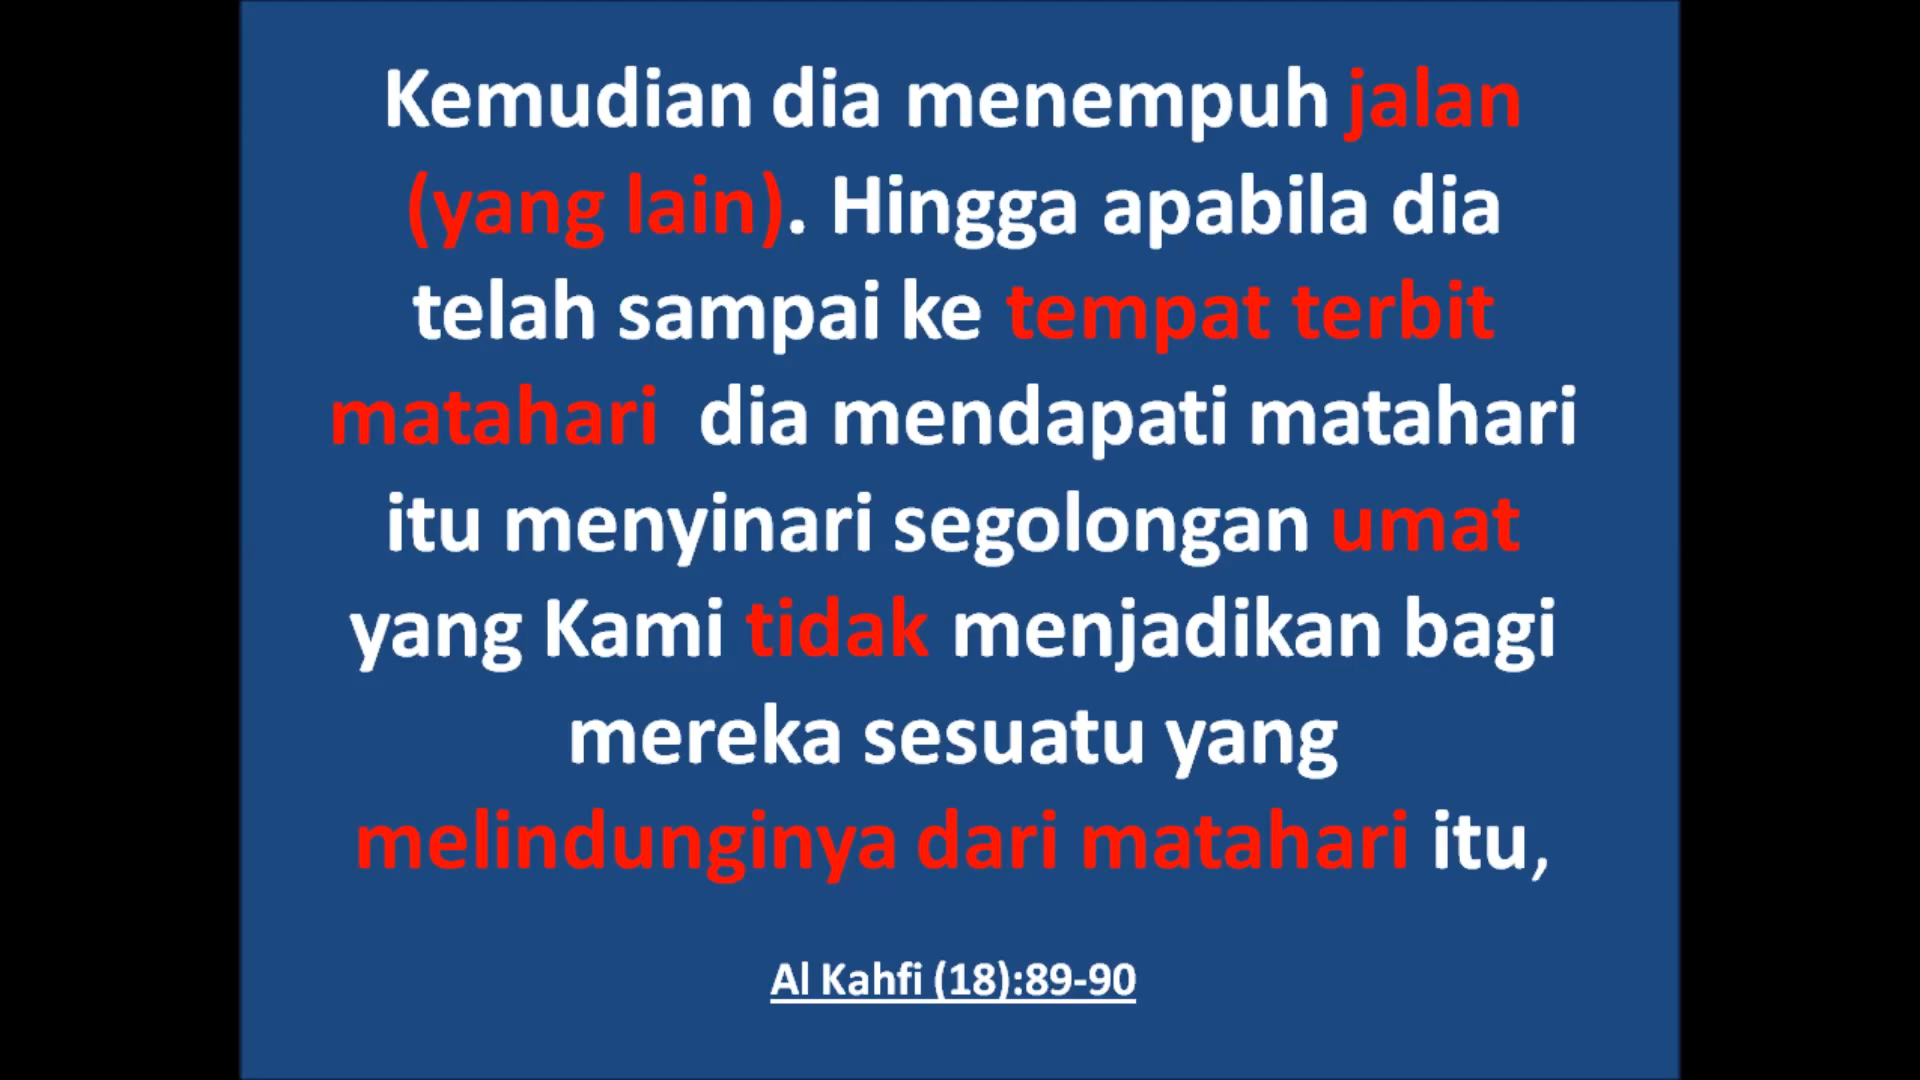 Kemudian dia menempuh jalan
(yang lain). Hingga apabila dia
telah sampai ke tempat terbit
matahari  dia mendapati matahari
itu menyinari segolongan umat
yang Kami tidak menjadikan bagi
mereka sesuatu yang
melindunginya dari matahari itu,
Al Kahfi (18):89-90